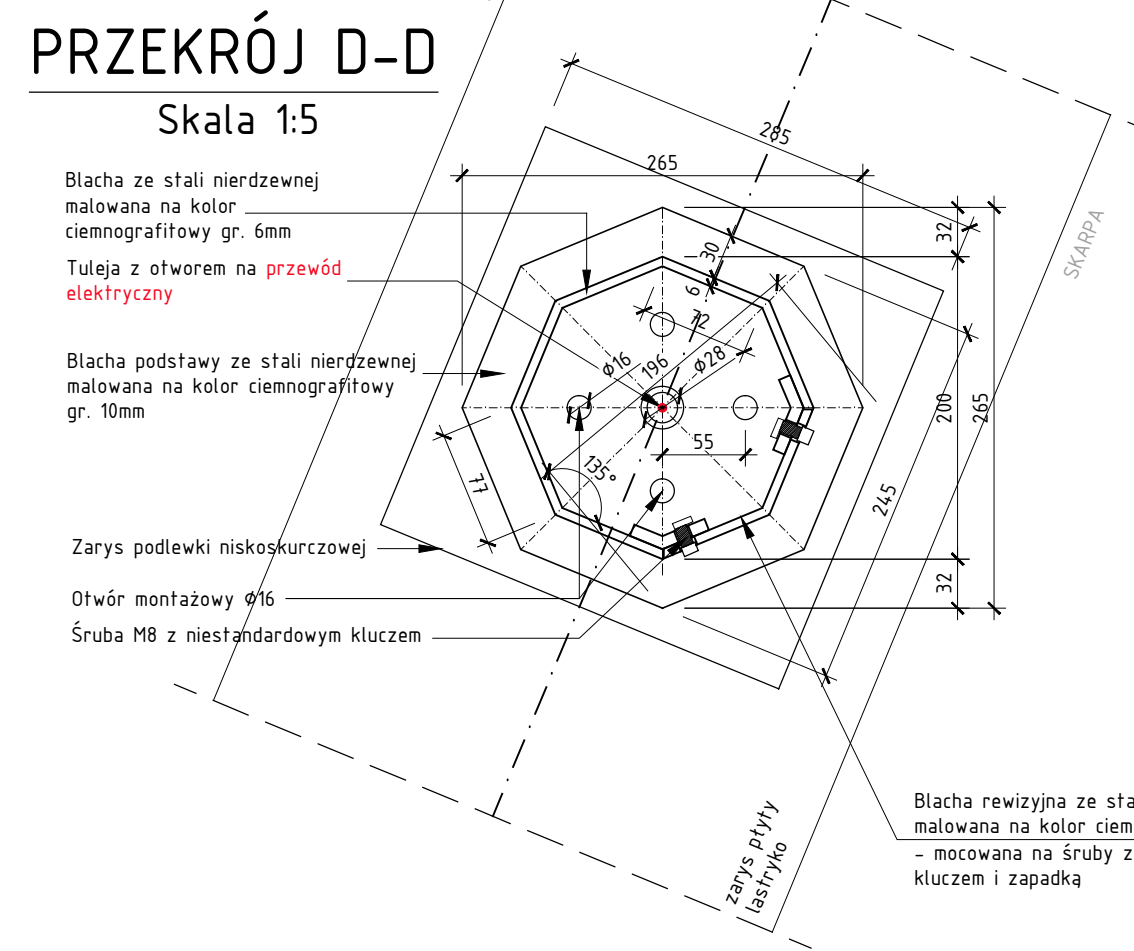 PRZEKRÓJ D-D
Skala 1:5
Blacha ze stali nierdzewnej
malowana na kolor
ciemnografitowy gr. 6mm
Tuleja z otworem na przewód
elektryczny
Blacha podstawy ze stali nierdzewnej
malowana na kolor ciemnografitowy
gr. 10mm
Zarys podlewki niskoskurczowej
Otwór montażowy ϕ16
Śruba M8 z niestandardowym kluczem
285
265
30
6
72
ϕ16
196
ϕ28
55
135°
77
32
200
265
245
32
SKARPA
zarys płyty
lastryko
Blacha rewizyjna ze sta
malowana na kolor ciem
- mocowana na śruby z
kluczem i zapadką